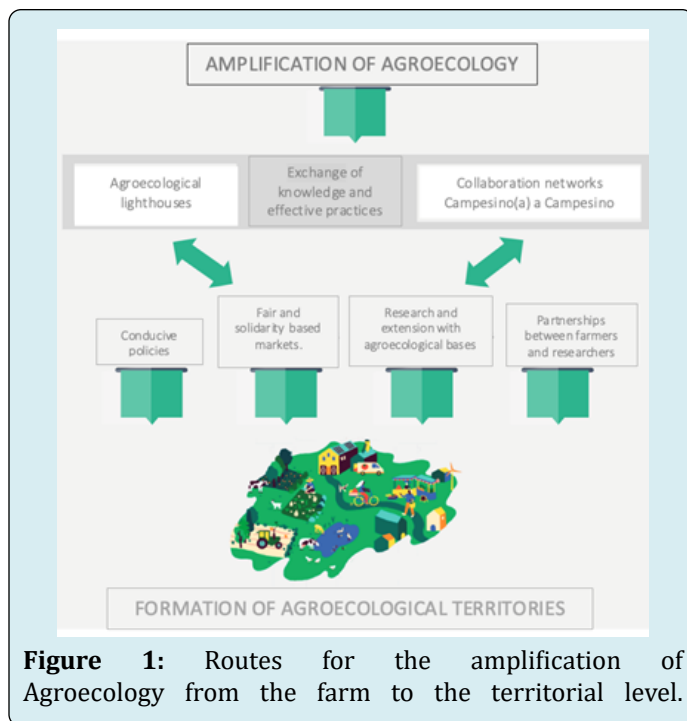 AMPLIFICATION OF AGROECOLOGY
Agroecological
lighthouses
Exchange of
knowledge and
effective practices
Collaboration networks
Campesino(a) a Campesino
Conducive
policies
Fair and
solidarity based
markets.
Research and
extension with
agroecological bases
Partnerships
between farmers
and researchers
FORMATION OF AGROECOLOGICAL TERRITORIES
Figure 1: Routes for the amplification of
Agroecology from the farm to the territorial level.